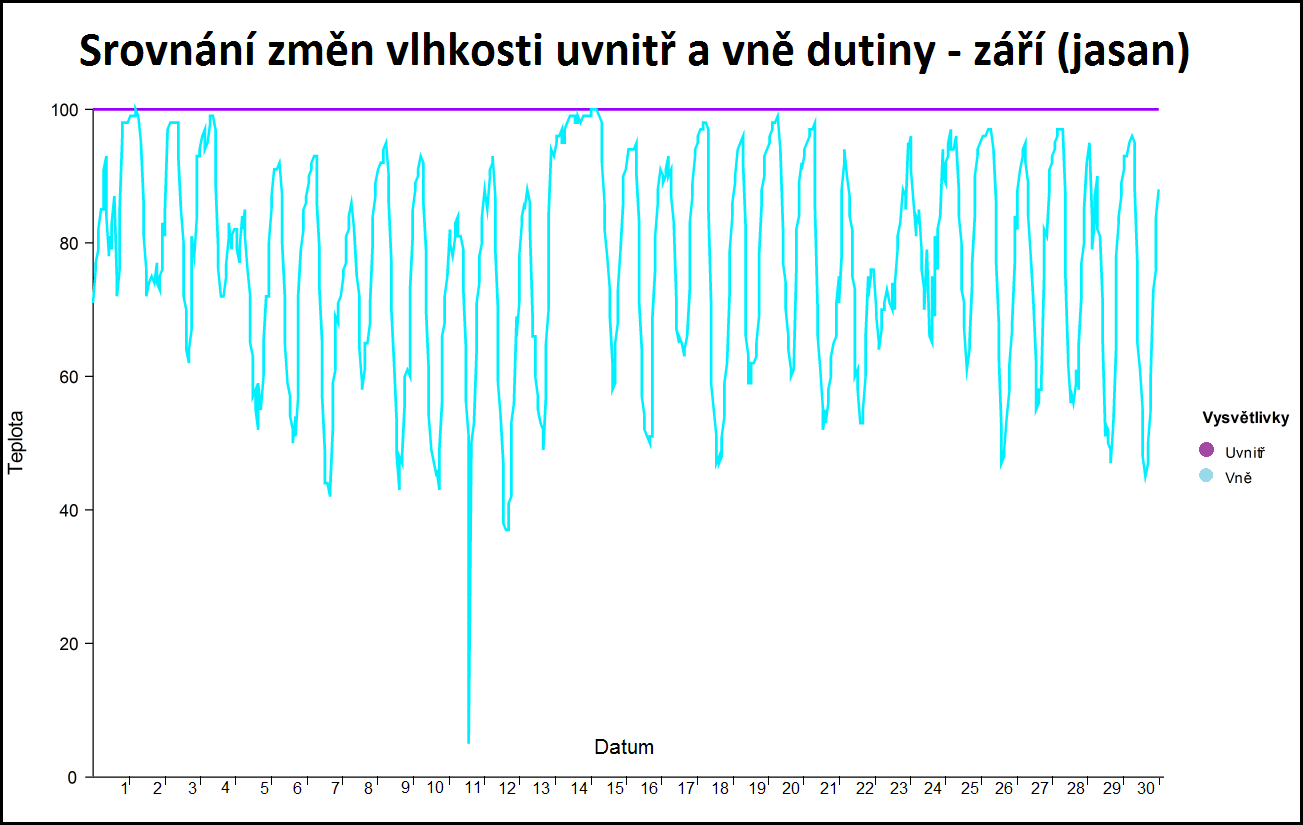 Srovnání změn vlhkosti uvnitř a vně dutiny - září (jasan)
100
80
60
40
20
0
Teplota
Datum
1 2 3 4 5 6 7 8 9 10 11 12 13 14 15 16 17 18 19 20 21 22 23 24 25 26 27 28 29 30
Vysvětlivky
Uvnitř
Vně